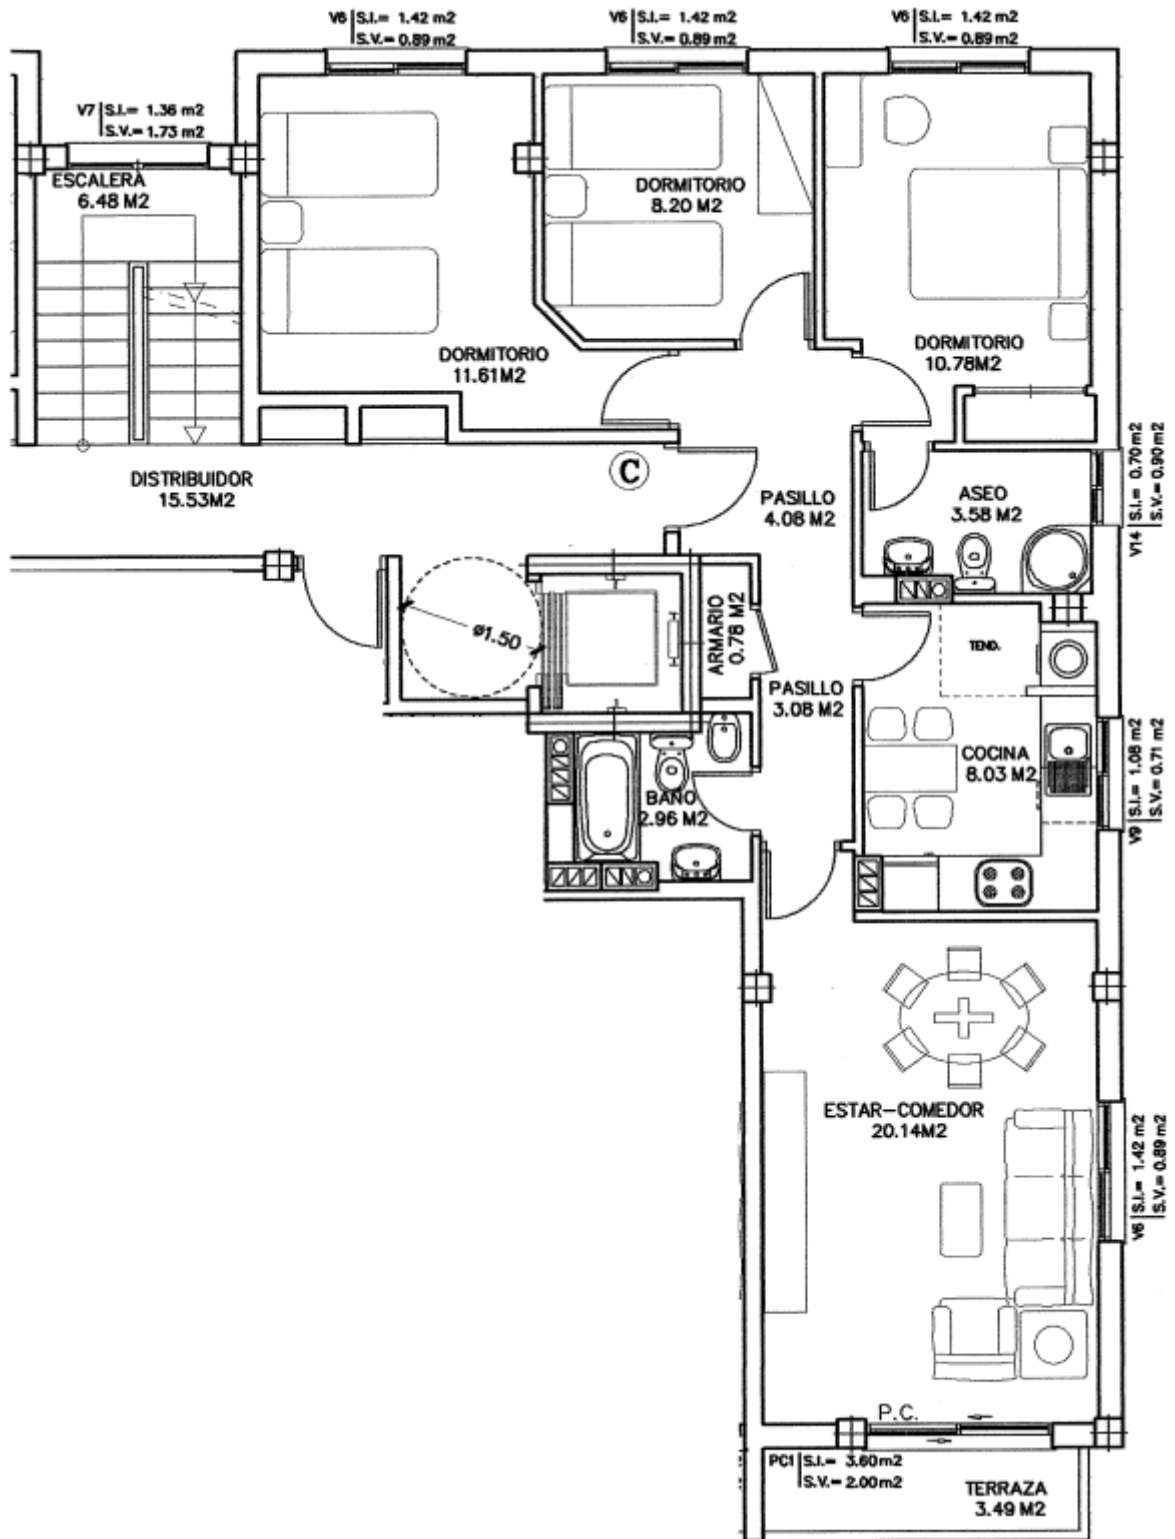 V6 S.I.= 1.42 m2
S.V.= 0.89 m2
V6 S.I.= 1.42 m2
S.V.= 0.89 m2
V6 S.I.= 1.42 m2
S.V.= 0.89 m2
V7 S.I.= 1.36 m2
S.V.= 1.73 m2
ESCALERA
6.48 M2
DORMITORIO
8.20 M2
DORMITORIO
11.61M2
DORMITORIO
10.78M2
DISTRIBUIDOR
15.53M2
C
PASILLO
4.08 M2
ASEO
3.58 M2
V14 S.I.= 0.70 m2
S.V.= 0.90 m2
ø1.50
ARMARIO
0.78 M2
TEND.
PASILLO
3.08 M2
COCINA
8.03 M2
V9 S.I.= 1.08 m2
S.V.= 0.71 m2
BAÑO
2.96 M2
ESTAR-COMEDOR
20.14M2
V6 S.I.= 1.42 m2
S.V.= 0.89 m2
P.C.
PC1 S.I.= 3.60m2
S.V.= 2.00m2
TERRAZA
3.49 M2